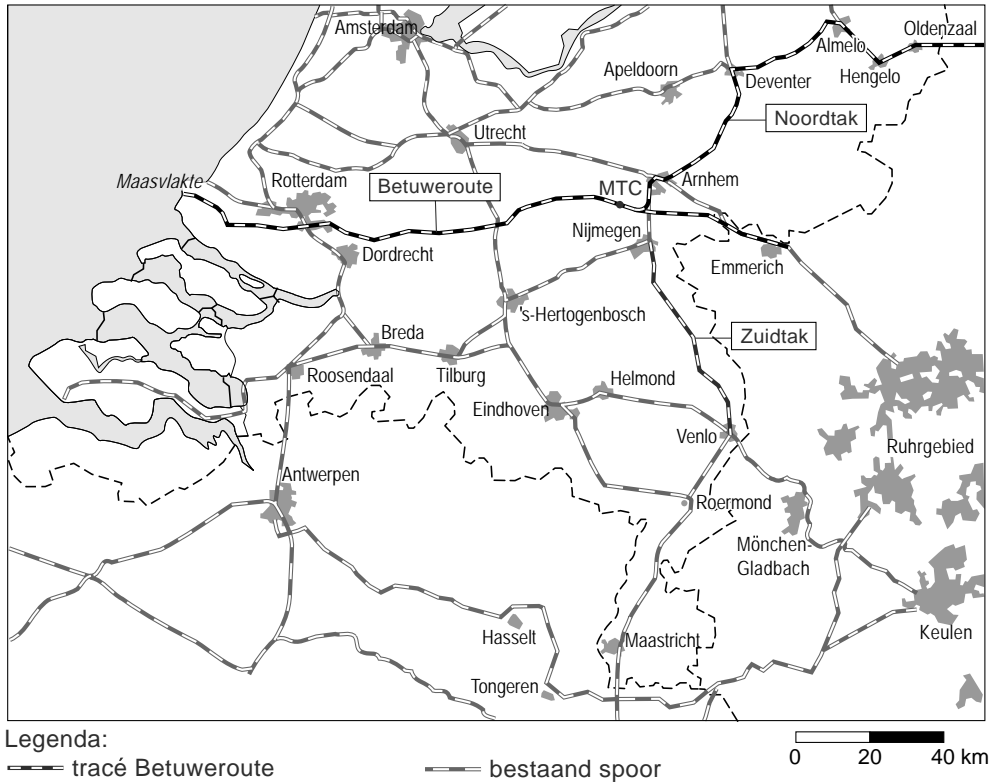 Amsterdam
Almelo
Oldenzaal
Apeldoorn
Deventer
Hengelo
Noordtak
Utrecht
Maasvlakte
Rotterdam
Betuweroute
MTC
Arnhem
Nijmegen
Dordrecht
Emmerich
's-Hertogenbosch
Breda
Zuidtak
Roosendaal
Tilburg
Helmond
Eindhoven
Venlo
Ruhrgebied
Antwerpen
Roermond
Mönchen-
Gladbach
Hasselt
Maastricht
Keulen
Tongeren
Legenda:
tracé Betuweroute
bestaand spoor
0 20 40 km